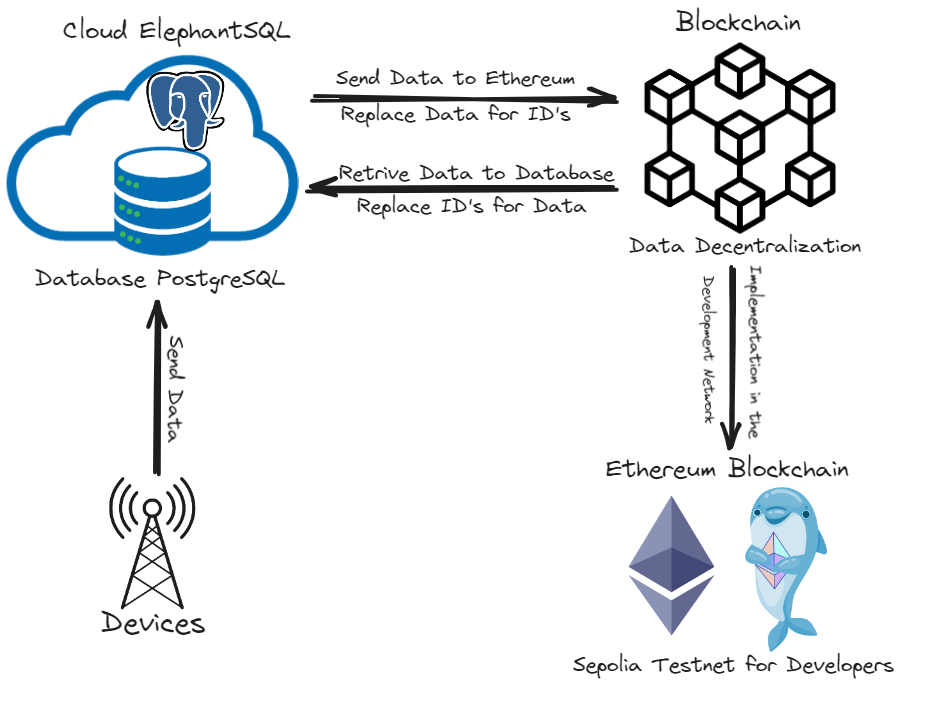 Cloud ElephantSQL
Blockchain
Send Data to Ethereum
Replace Data for ID's
Retrive Data to Database
Replace ID's for Data
Data Decentralization
Database PostgreSQL
Send Data
Implementation in the
Development Network
Ethereum Blockchain
Devices
Sepolia Testnet for Developers